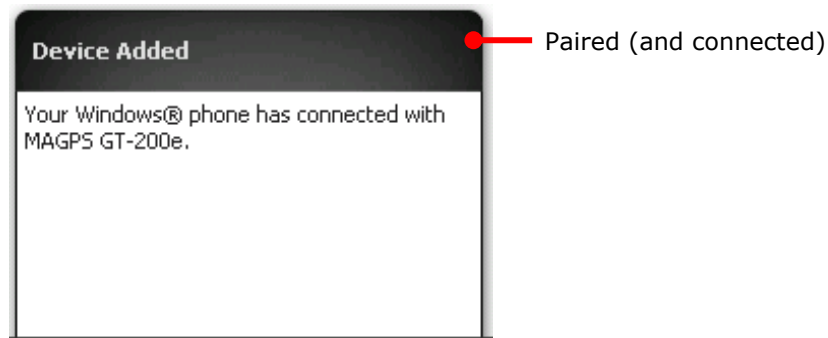 Device Added
Paired (and connected)
Your Windows® phone has connected with
MAGPS GT-200e.